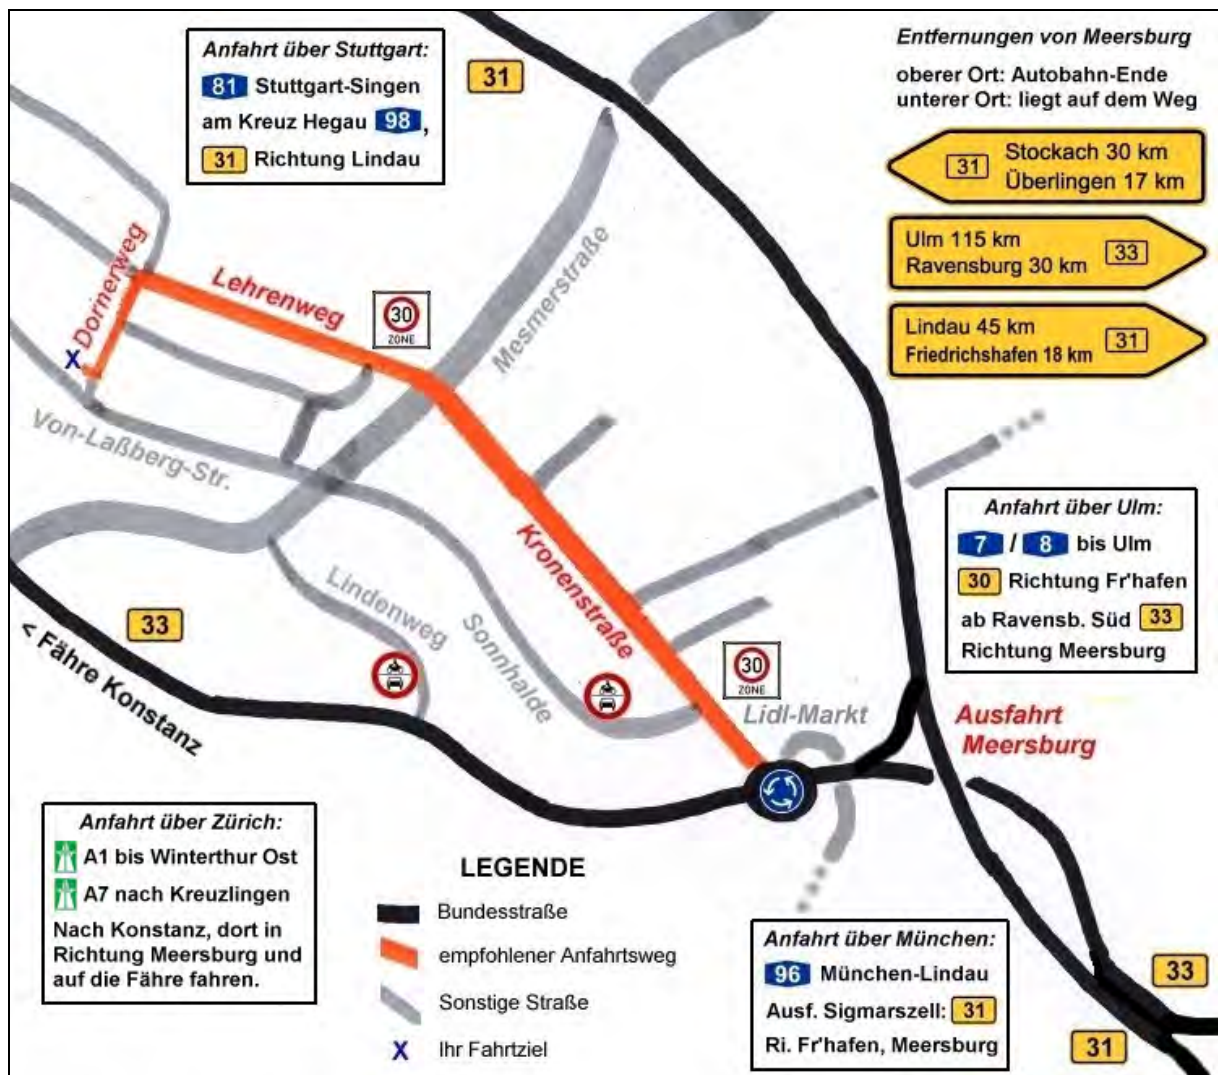 Anfahrt über Stuttgart:
81 Stuttgart-Singen
am Kreuz Hegau 98,
31 Richtung Lindau
31
Entfernungen von Meersburg
oberer Ort: Autobahn-Ende
unterer Ort: liegt auf dem Weg
31 Stockach 30 km
Überlingen 17 km
Ulm 115 km
Ravensburg 30 km 33
Lindau 45 km
Friedrichshafen 18 km 31
Dornerweg
Lehrenweg
30
ZONE
Mesmerstraße
X
Von-Laßberg-Str.
Kronenstraße
Lindenweg
Sonnhalde
33
< Fähre Konstanz
30
ZONE
Lidl-Markt
Anfahrt über Ulm:
7 / 8 bis Ulm
30 Richtung Fr'hafen
ab Ravensb. Süd 33
Richtung Meersburg
Ausfahrt
Meersburg
Anfahrt über Zürich:
A1 bis Winterthur Ost
A7 nach Kreuzlingen
Nach Konstanz, dort in
Richtung Meersburg und
auf die Fähre fahren.
LEGENDE
Bundesstraße
empfohlener Anfahrtsweg
Sonstige Straße
X Ihr Fahrtziel
Anfahrt über München:
96 München-Lindau
Ausf. Sigmarszell: 31
Ri. Fr'hafen, Meersburg
33
31